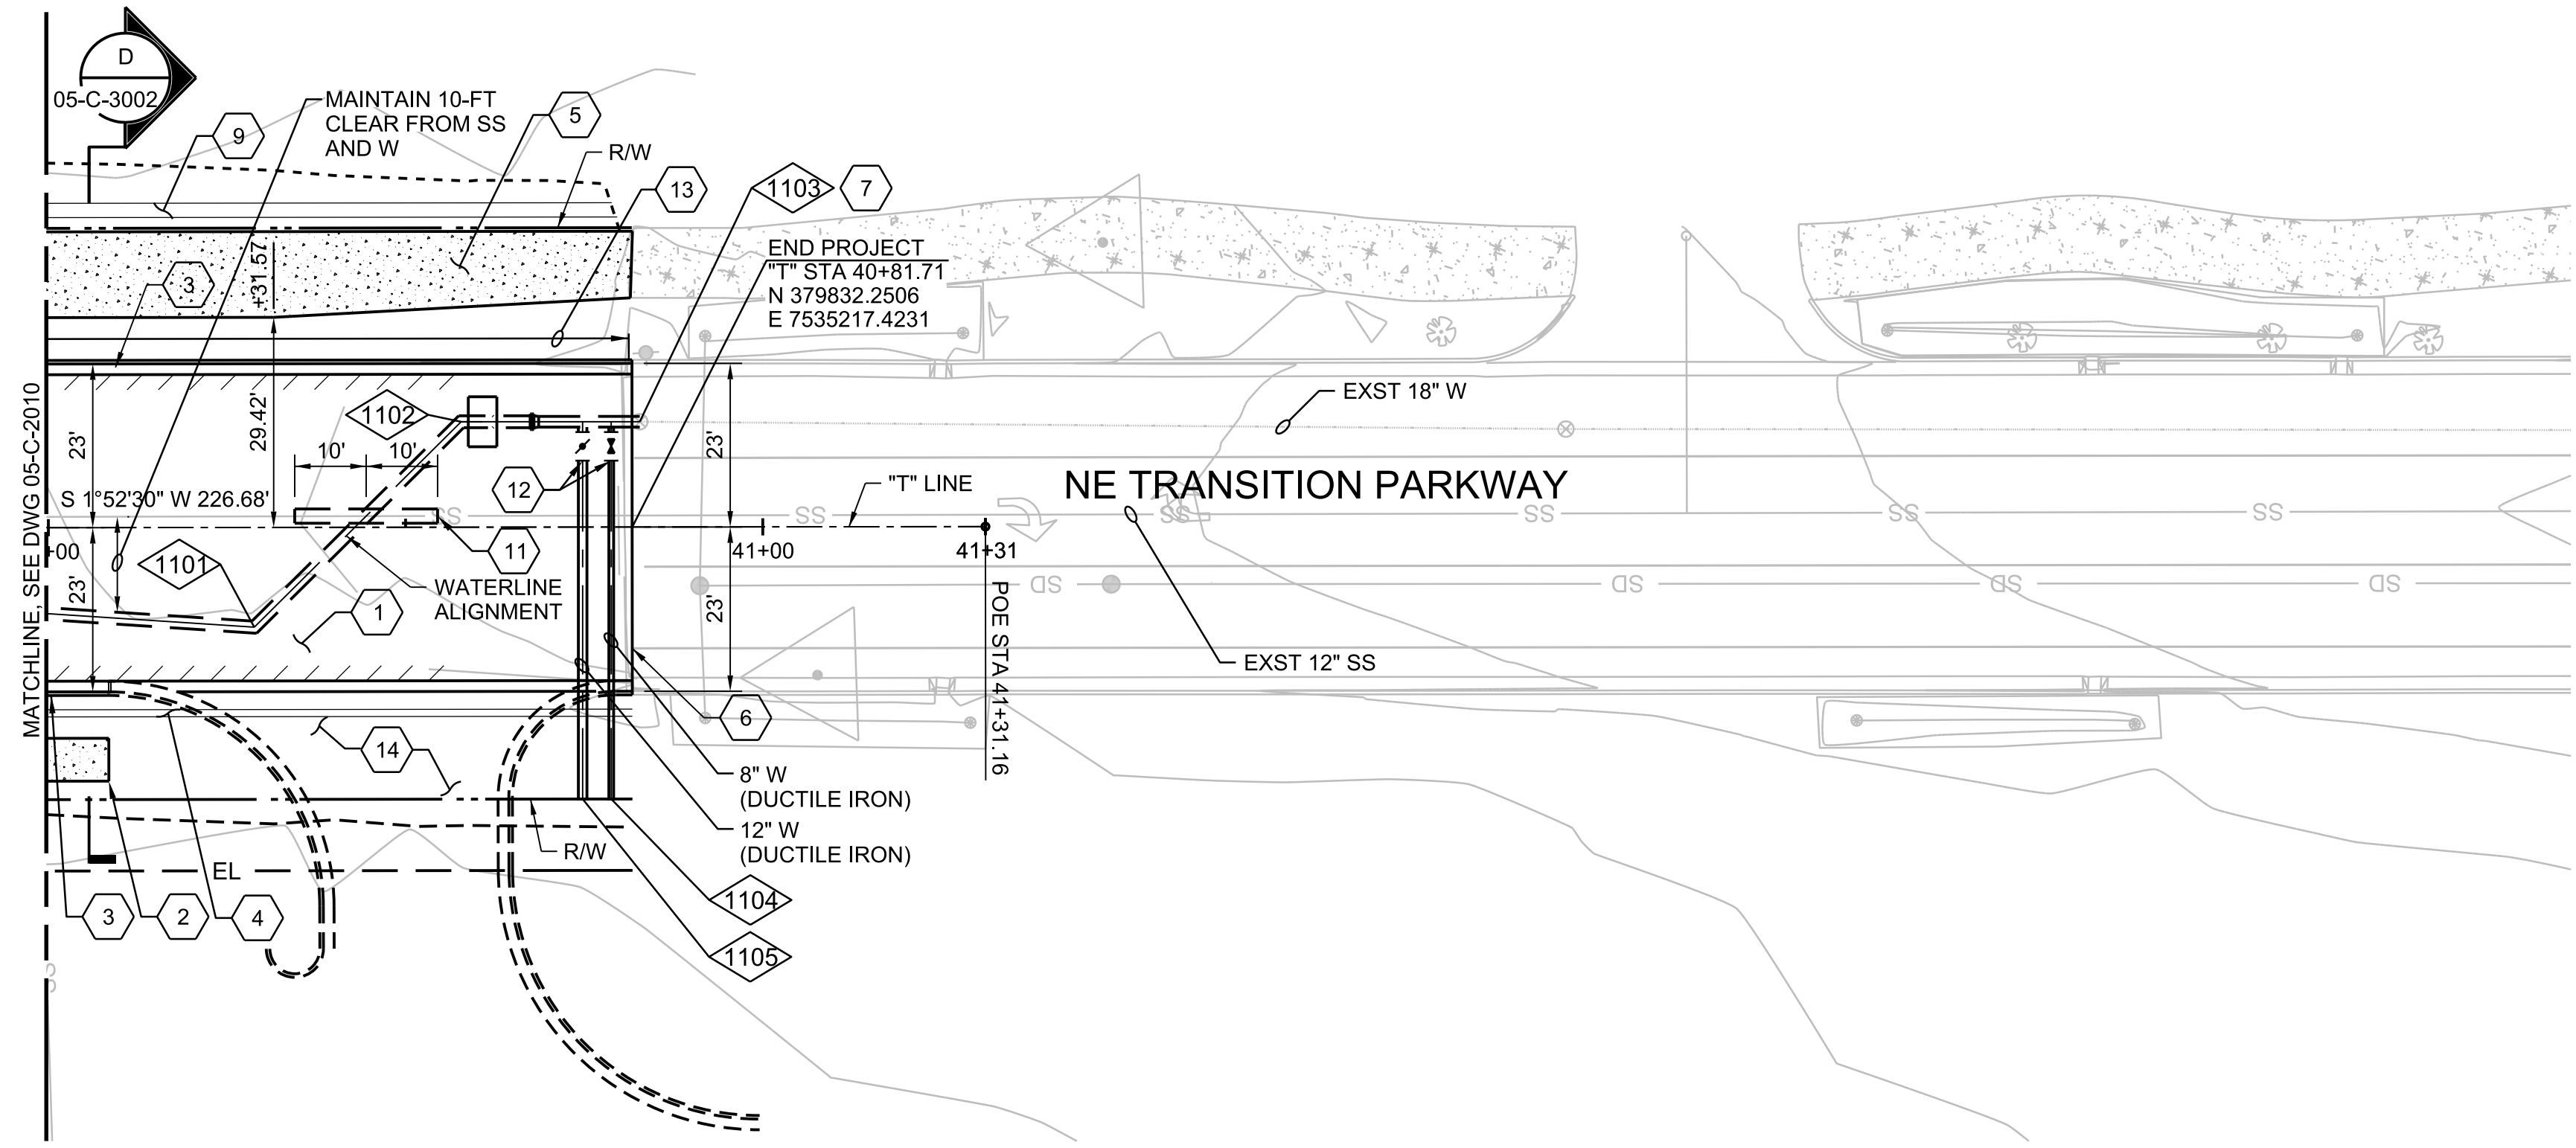 D
05-C-3002
9
MAINTAIN 10-FT
CLEAR FROM SS
AND W
5
R/W
13
1103
7
END PROJECT
"T" STA 40+81.71
N 379832.2506
E 7535217.4231
3
+31.57
29.42'
23'
23'
1102
10'
10'
12
EXST 18" W
"T" LINE
NE TRANSITION PARKWAY
MATCHLINE, SEE DWG 05-C-2010
S 1°52'30" W 226.68'
SS
SS
SS
SS
SS
SS
+00
11
41+00
41+31
1101
WATERLINE
ALIGNMENT
1
23'
23'
SD
SD
SD
SD
POE STA 41+31.16
EXST 12" SS
6
14
8" W
(DUCTILE IRON)
12" W
(DUCTILE IRON)
R/W
EL
3
2
4
1104
1105